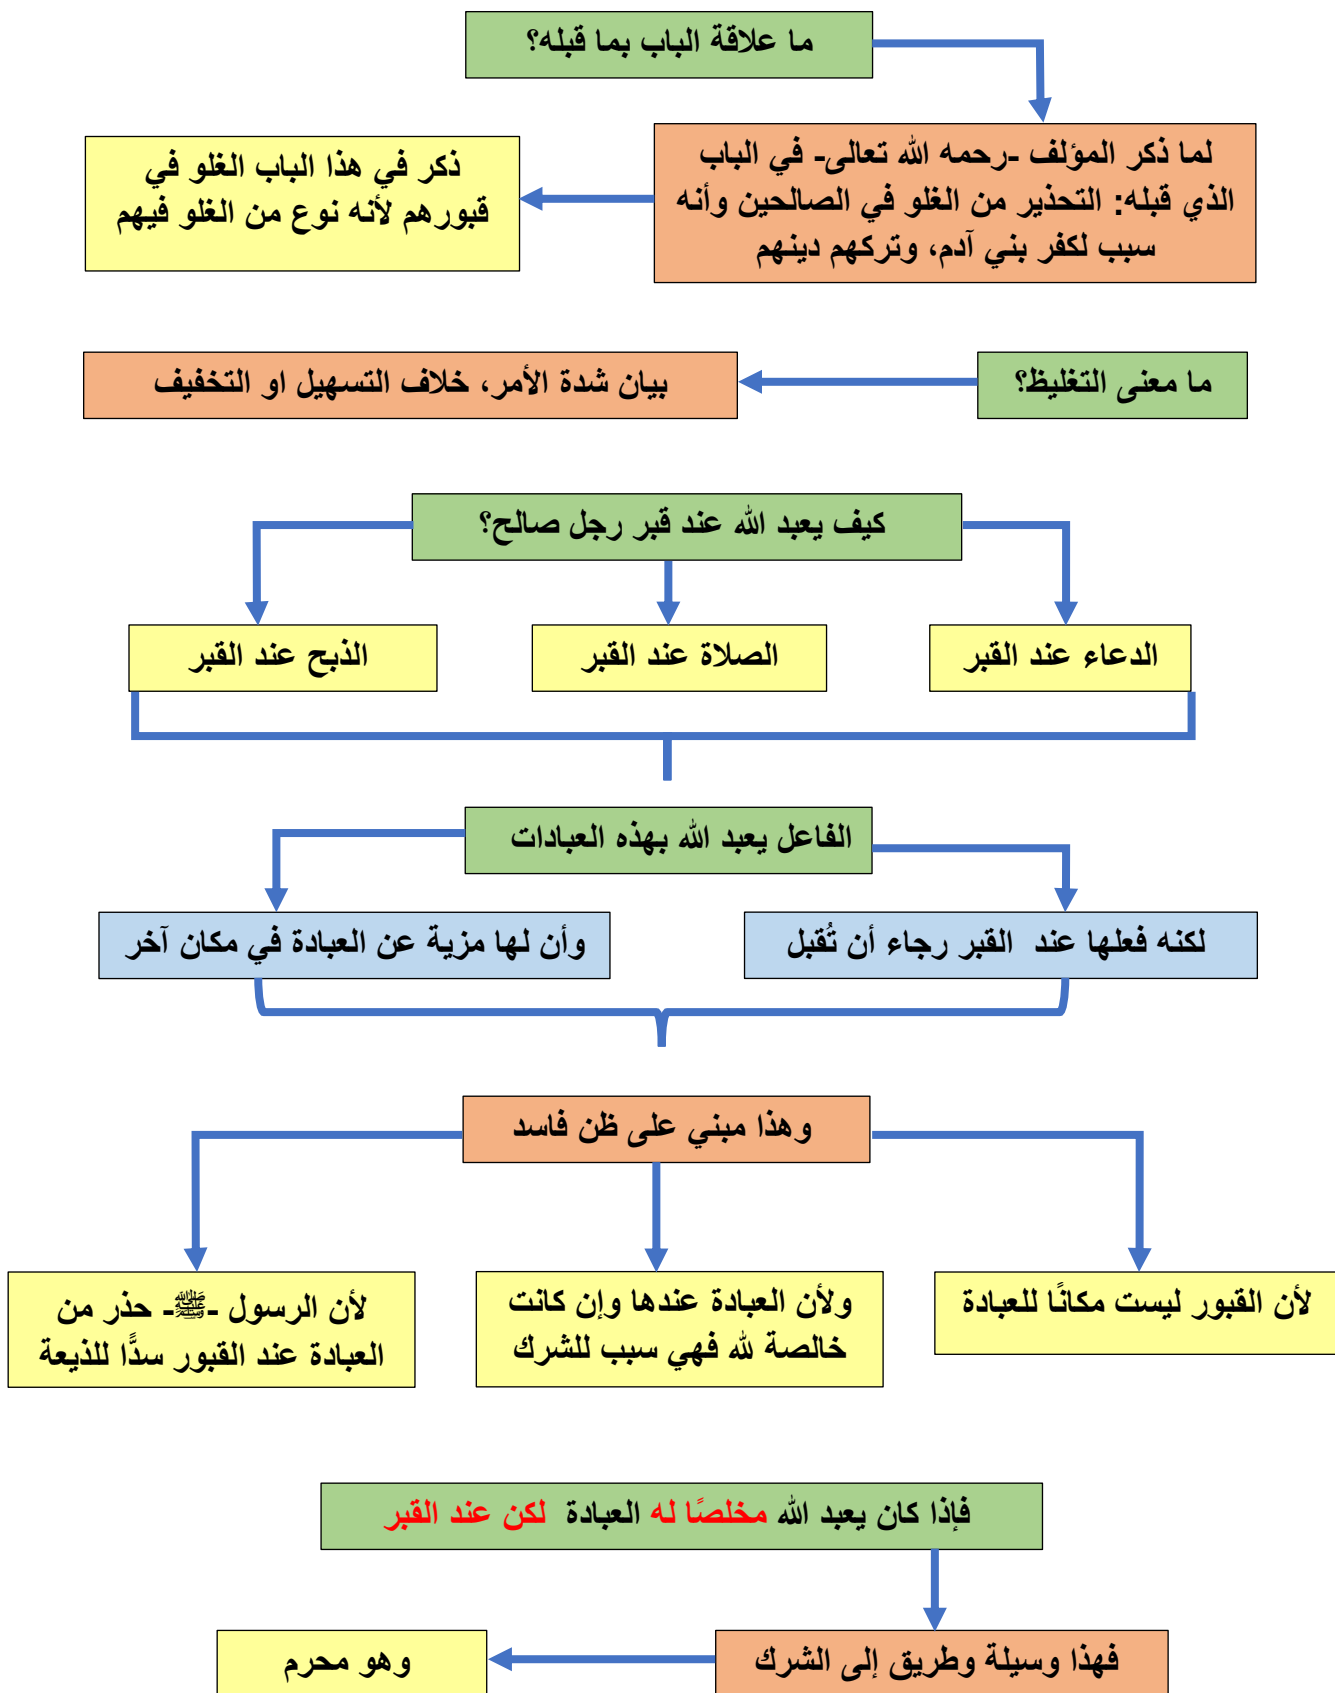 ما علاقة الباب بما قبله؟
لما ذكر المؤلف -رحمه الله تعالى- في الباب
الذي قبله: التحذير من الغلو في الصالحين وأنه
سبب لكفر بني آدم، وتركهم دينهم
ذكر في هذا الباب الغلو في
قبورهم لأنه نوع من الغلو فيهم
ما معنى التغليظ؟
بيان شدة الأمر، خلاف التسهيل او التخفيف
كيف يعبد الله عند قبر رجل صالح؟
الدعاء عند القبر
الصلاة عند القبر
الذبح عند القبر
الفاعل يعبد الله بهذه العبادات
لكنه فعلها عند القبر رجاء أن تُقبل
وأن لها مزية عن العبادة في مكان آخر
وهذا مبني على ظن فاسد
لأن القبور ليست مكانًا للعبادة
ولأن العبادة عندها وإن كانت
خالصة لله فهي سبب للشرك
لأن الرسول -ﷺ- حذر من
العبادة عند القبور سدًّا للذيعة
فإذا كان يعبد الله مخلصًا له العبادة لكن عند القبر
فهذا وسيلة وطريق إلى الشرك
وهو محرم